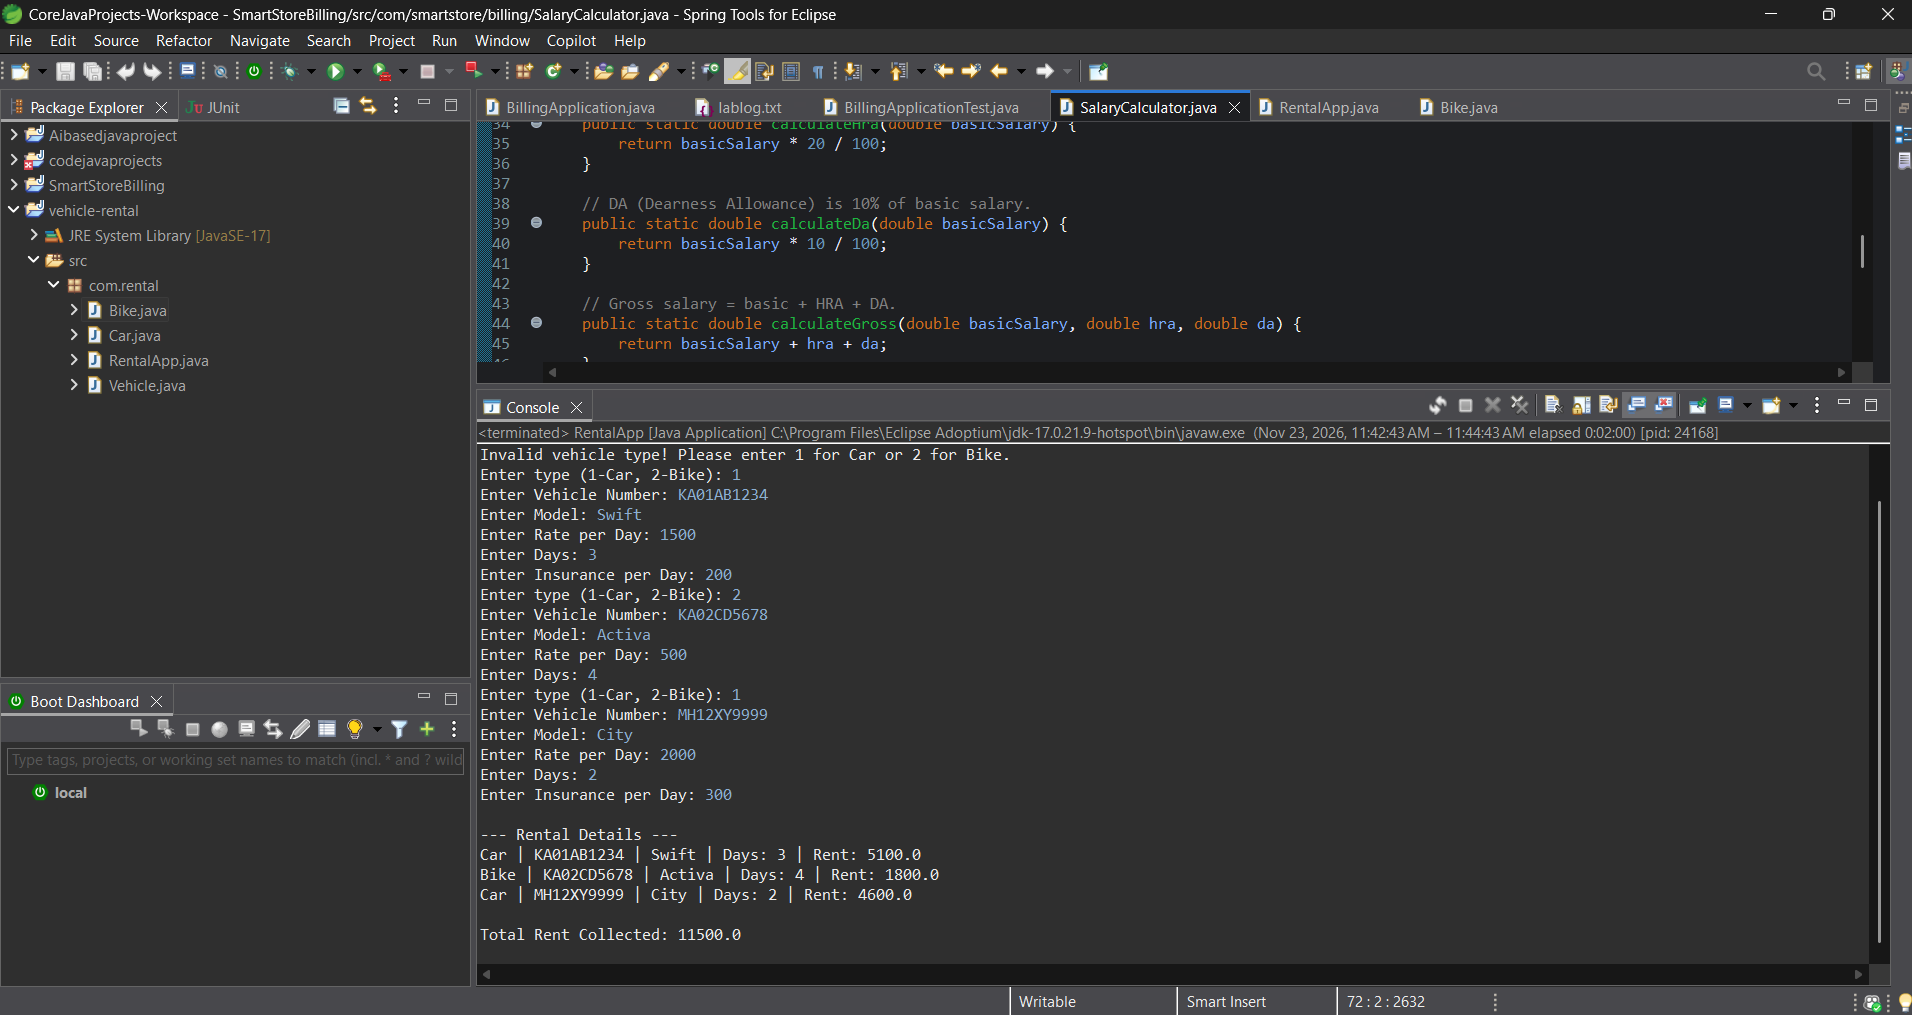 CoreJavaProjects-Workspace - SmartStoreBilling/src/com/smartstore/billing/SalaryCalculator.java - Spring Tools for Eclipse
File Edit Source Refactor Navigate Search Project Run Window Copilot Help
Package Explorer
JUnit
Aibasedjavaproject
codejavaprojects
SmartStoreBilling
vehicle-rental
JRE System Library [JavaSE-17]
src
com.rental
Bike.java
Car.java
RentalApp.java
Vehicle.java
Boot Dashboard
Type tags, projects, or working set names to match (incl. * and ? wild
local
BillingApplication.java lablog.txt BillingApplicationTest.java SalaryCalculator.java RentalApp.java Bike.java
34 public static double calculateHra(double basicSalary) {
35 return basicSalary * 20 / 100;
36 }
37
38 // DA (Dearness Allowance) is 10% of basic salary.
39 public static double calculateDa(double basicSalary) {
40 return basicSalary * 10 / 100;
41 }
42
43 // Gross salary = basic + HRA + DA.
44 public static double calculateGross(double basicSalary, double hra, double da) {
45 return basicSalary + hra + da;
46 }
Console
<terminated> RentalApp [Java Application] C:\Program Files\Eclipse Adoptium\jdk-17.0.21.9-hotspot\bin\javaw.exe (Nov 23, 2026, 11:42:43 AM – 11:44:43 AM elapsed 0:02:00) [pid: 24168]
Invalid vehicle type! Please enter 1 for Car or 2 for Bike.
Enter type (1-Car, 2-Bike): 1
Enter Vehicle Number: KA01AB1234
Enter Model: Swift
Enter Rate per Day: 1500
Enter Days: 3
Enter Insurance per Day: 200
Enter type (1-Car, 2-Bike): 2
Enter Vehicle Number: KA02CD5678
Enter Model: Activa
Enter Rate per Day: 500
Enter Days: 4
Enter type (1-Car, 2-Bike): 1
Enter Vehicle Number: MH12XY9999
Enter Model: City
Enter Rate per Day: 2000
Enter Days: 2
Enter Insurance per Day: 300
--- Rental Details ---
Car | KA01AB1234 | Swift | Days: 3 | Rent: 5100.0
Bike | KA02CD5678 | Activa | Days: 4 | Rent: 1800.0
Car | MH12XY9999 | City | Days: 2 | Rent: 4600.0
Total Rent Collected: 11500.0
Writable Smart Insert 72 : 2 : 2632